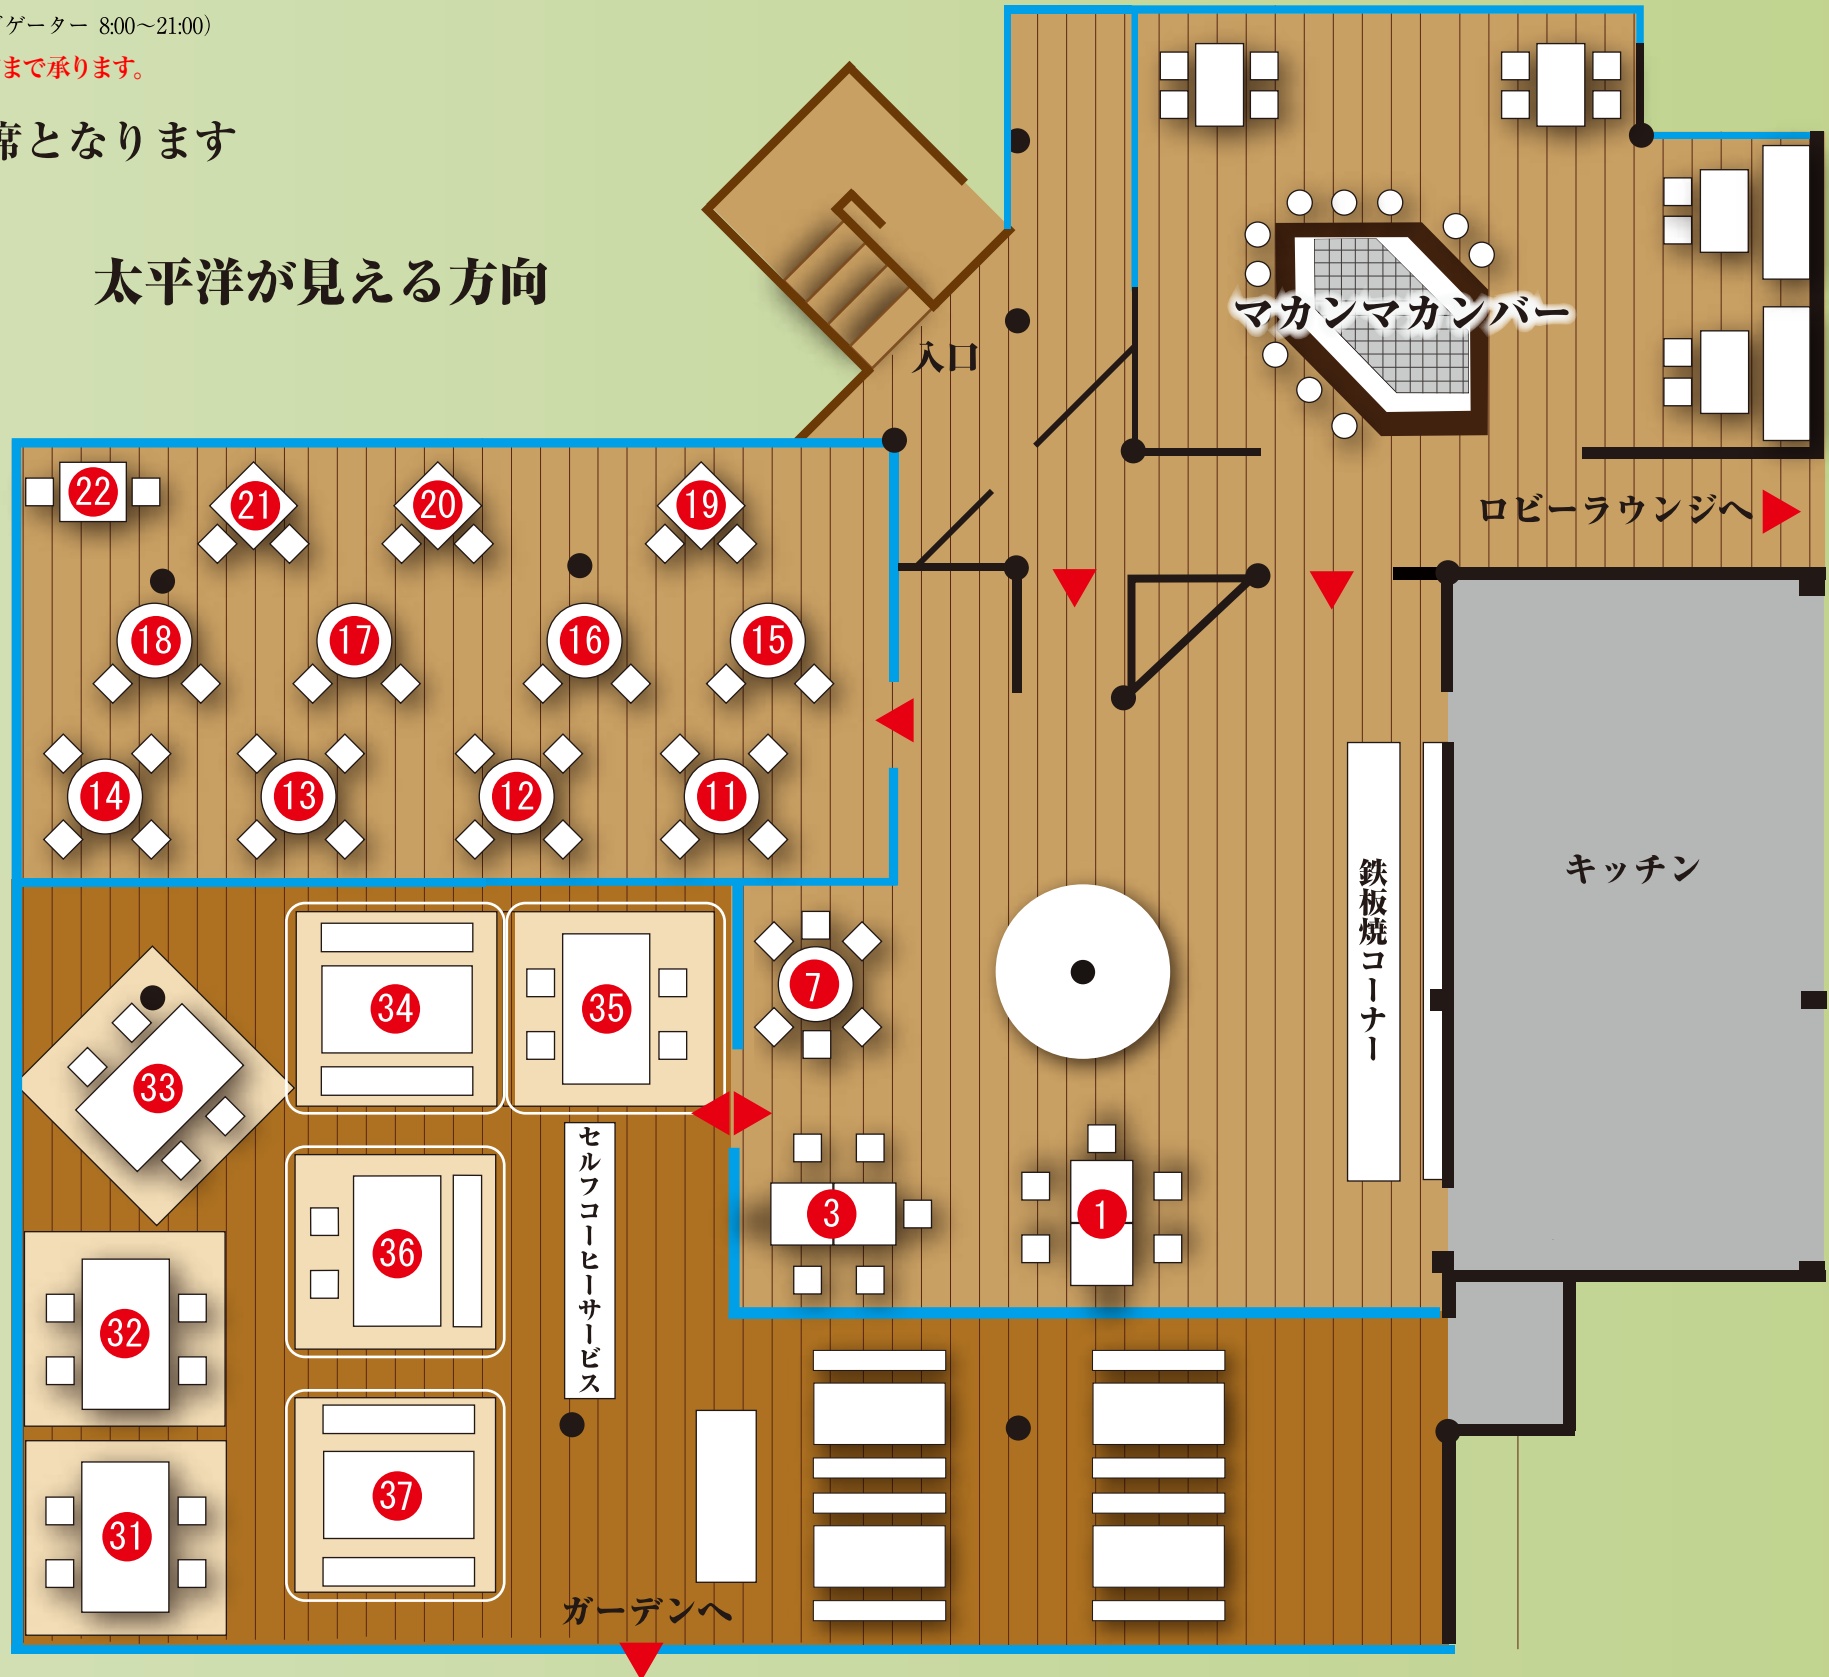 ゲーター 8:00〜21:00）
まで承ります。
席となります
太平洋が見える方向
入口
マカンマカンバー
ロビーラウンジへ
22
21
20
19
18
17
16
15
14
13
12
11
鉄板焼コーナー
キッチン
7
34
35
33
3
1
36
セルフコーヒーサービス
32
37
31
ガーデンへ